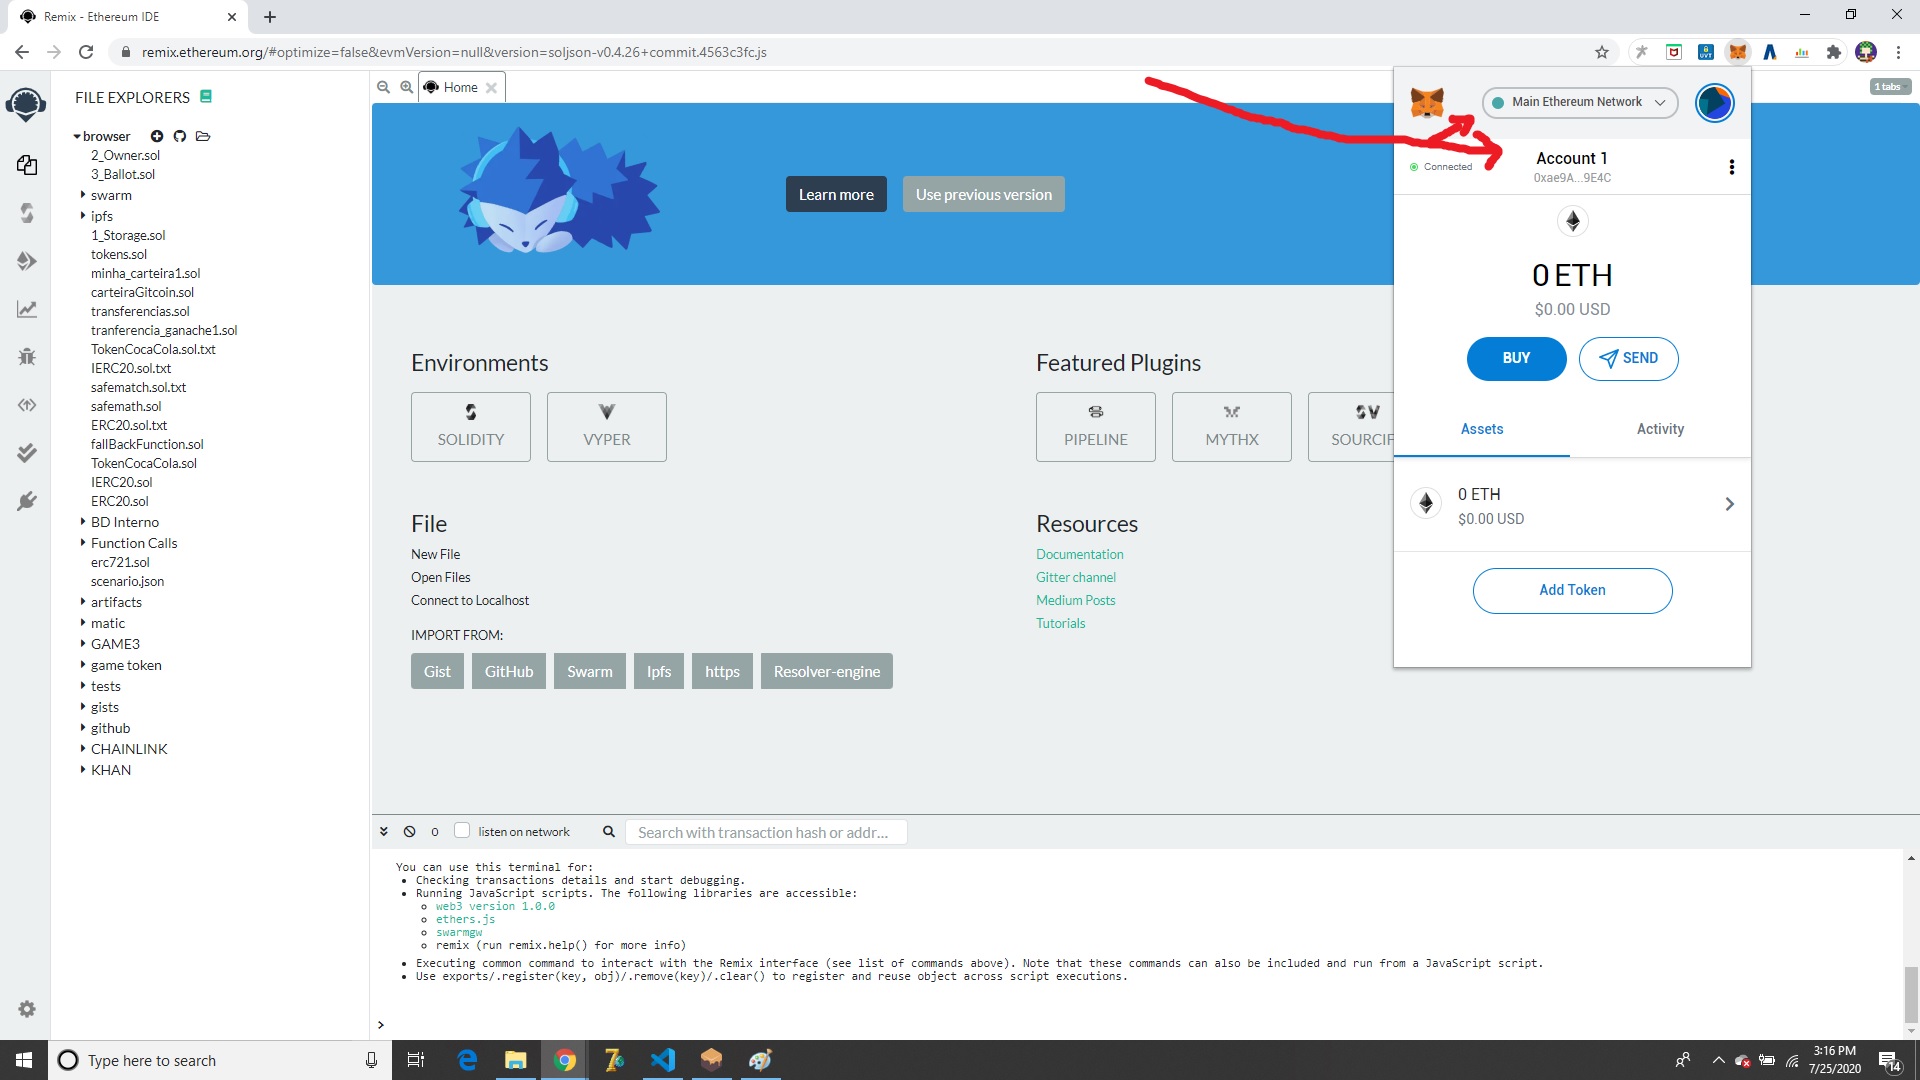 Remix - Ethereum IDE
remix.ethereum.org/#optimize=false&evmVersion=null&version=soljson-v0.4.26+commit.4563c3fc.js
FILE EXPLORERS
browser
2_Owner.sol
3_Ballot.sol
swarm
ipfs
1_Storage.sol
tokens.sol
minha_carteira1.sol
carteiraGitcoin.sol
transferencias.sol
tranferencia_ganache1.sol
TokenCocaCola.sol.txt
IERC20.sol.txt
safematch.sol.txt
safemath.sol
ERC20.sol.txt
fallBackFunction.sol
TokenCocaCola.sol
IERC20.sol
ERC20.sol
BD Interno
Function Calls
erc721.sol
scenario.json
artifacts
matic
GAME3
game token
tests
gists
github
CHAINLINK
KHAN
Home
1 tabs
Learn more
Use previous version
Environments
SOLIDITY
VYPER
Featured Plugins
PIPELINE
MYTHX
SOURCIF
File
New File
Open Files
Connect to Localhost
IMPORT FROM:
Gist
GitHub
Swarm
Ipfs
https
Resolver-engine
Resources
Documentation
Gitter channel
Medium Posts
Tutorials
Main Ethereum Network
Connected
Account 1
0xae9A...9E4C
0 ETH
$0.00 USD
BUY
SEND
Assets
Activity
0 ETH
$0.00 USD
Add Token
0
listen on network
Search with transaction hash or addr...
You can use this terminal for:
Checking transactions details and start debugging.
Running JavaScript scripts. The following libraries are accessible:
web3 version 1.0.0
ethers.js
swarmgw
remix (run remix.help() for more info)
Executing common command to interact with the Remix interface (see list of commands above). Note that these commands can also be included and run from a JavaScript script.
Use exports/.register(key, obj)/.remove(key)/.clear() to register and reuse object across script executions.
>
Type here to search
3:16 PM
7/25/2020
14